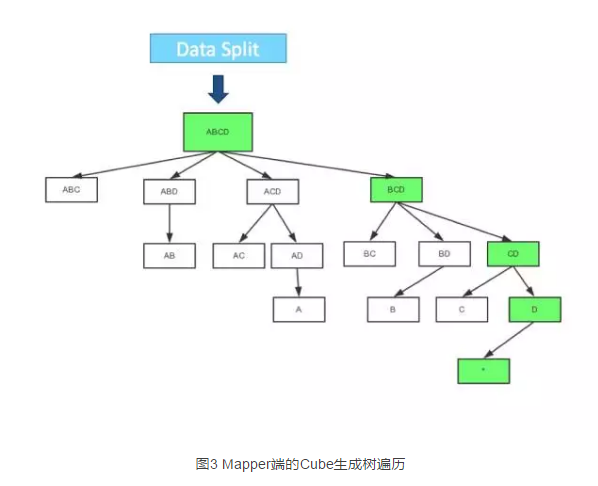 Data Split
ABCD
ABC
ABD
ACD
BCD
AB
AC
AD
BC
BD
CD
A
B
C
D
*
图3 Mapper端的Cube生成树遍历